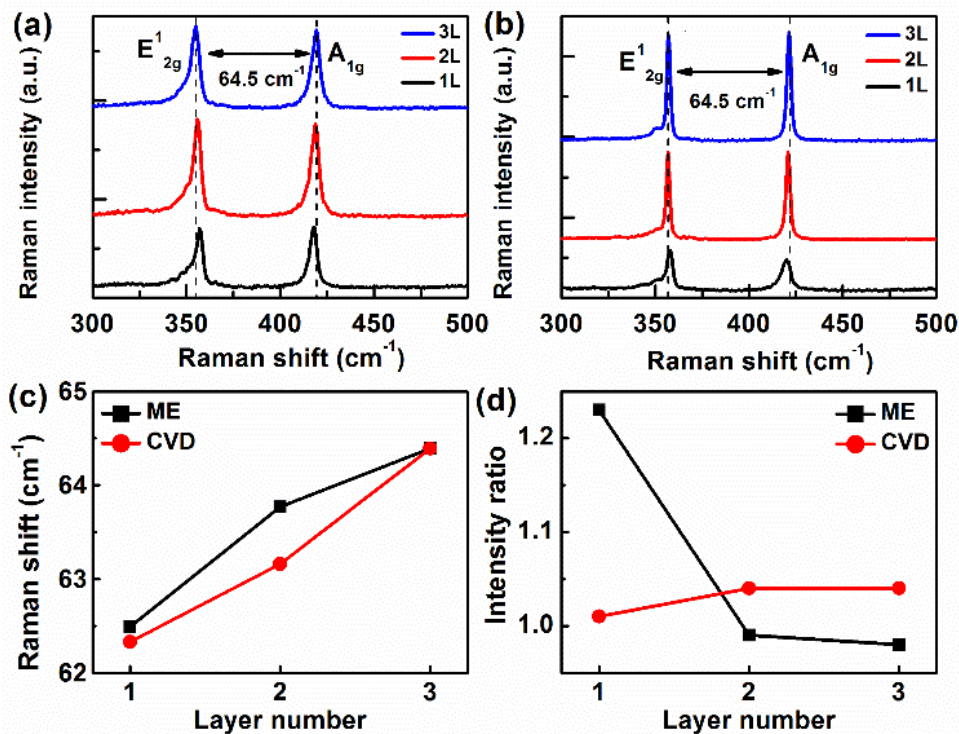 (a)
E¹₂g
A₁g
64.5 cm⁻¹
3L
2L
1L
Raman intensity (a.u.)
300 350 400 450 500
Raman shift (cm⁻¹)
(b)
E¹₂g
A₁g
64.5 cm⁻¹
3L
2L
1L
Raman intensity (a.u.)
300 350 400 450 500
Raman shift (cm⁻¹)
(c)
ME
CVD
65
64
63
62
Raman shift (cm⁻¹)
1 2 3
Layer number
(d)
ME
CVD
1.2
1.1
1.0
Intensity ratio
1 2 3
Layer number